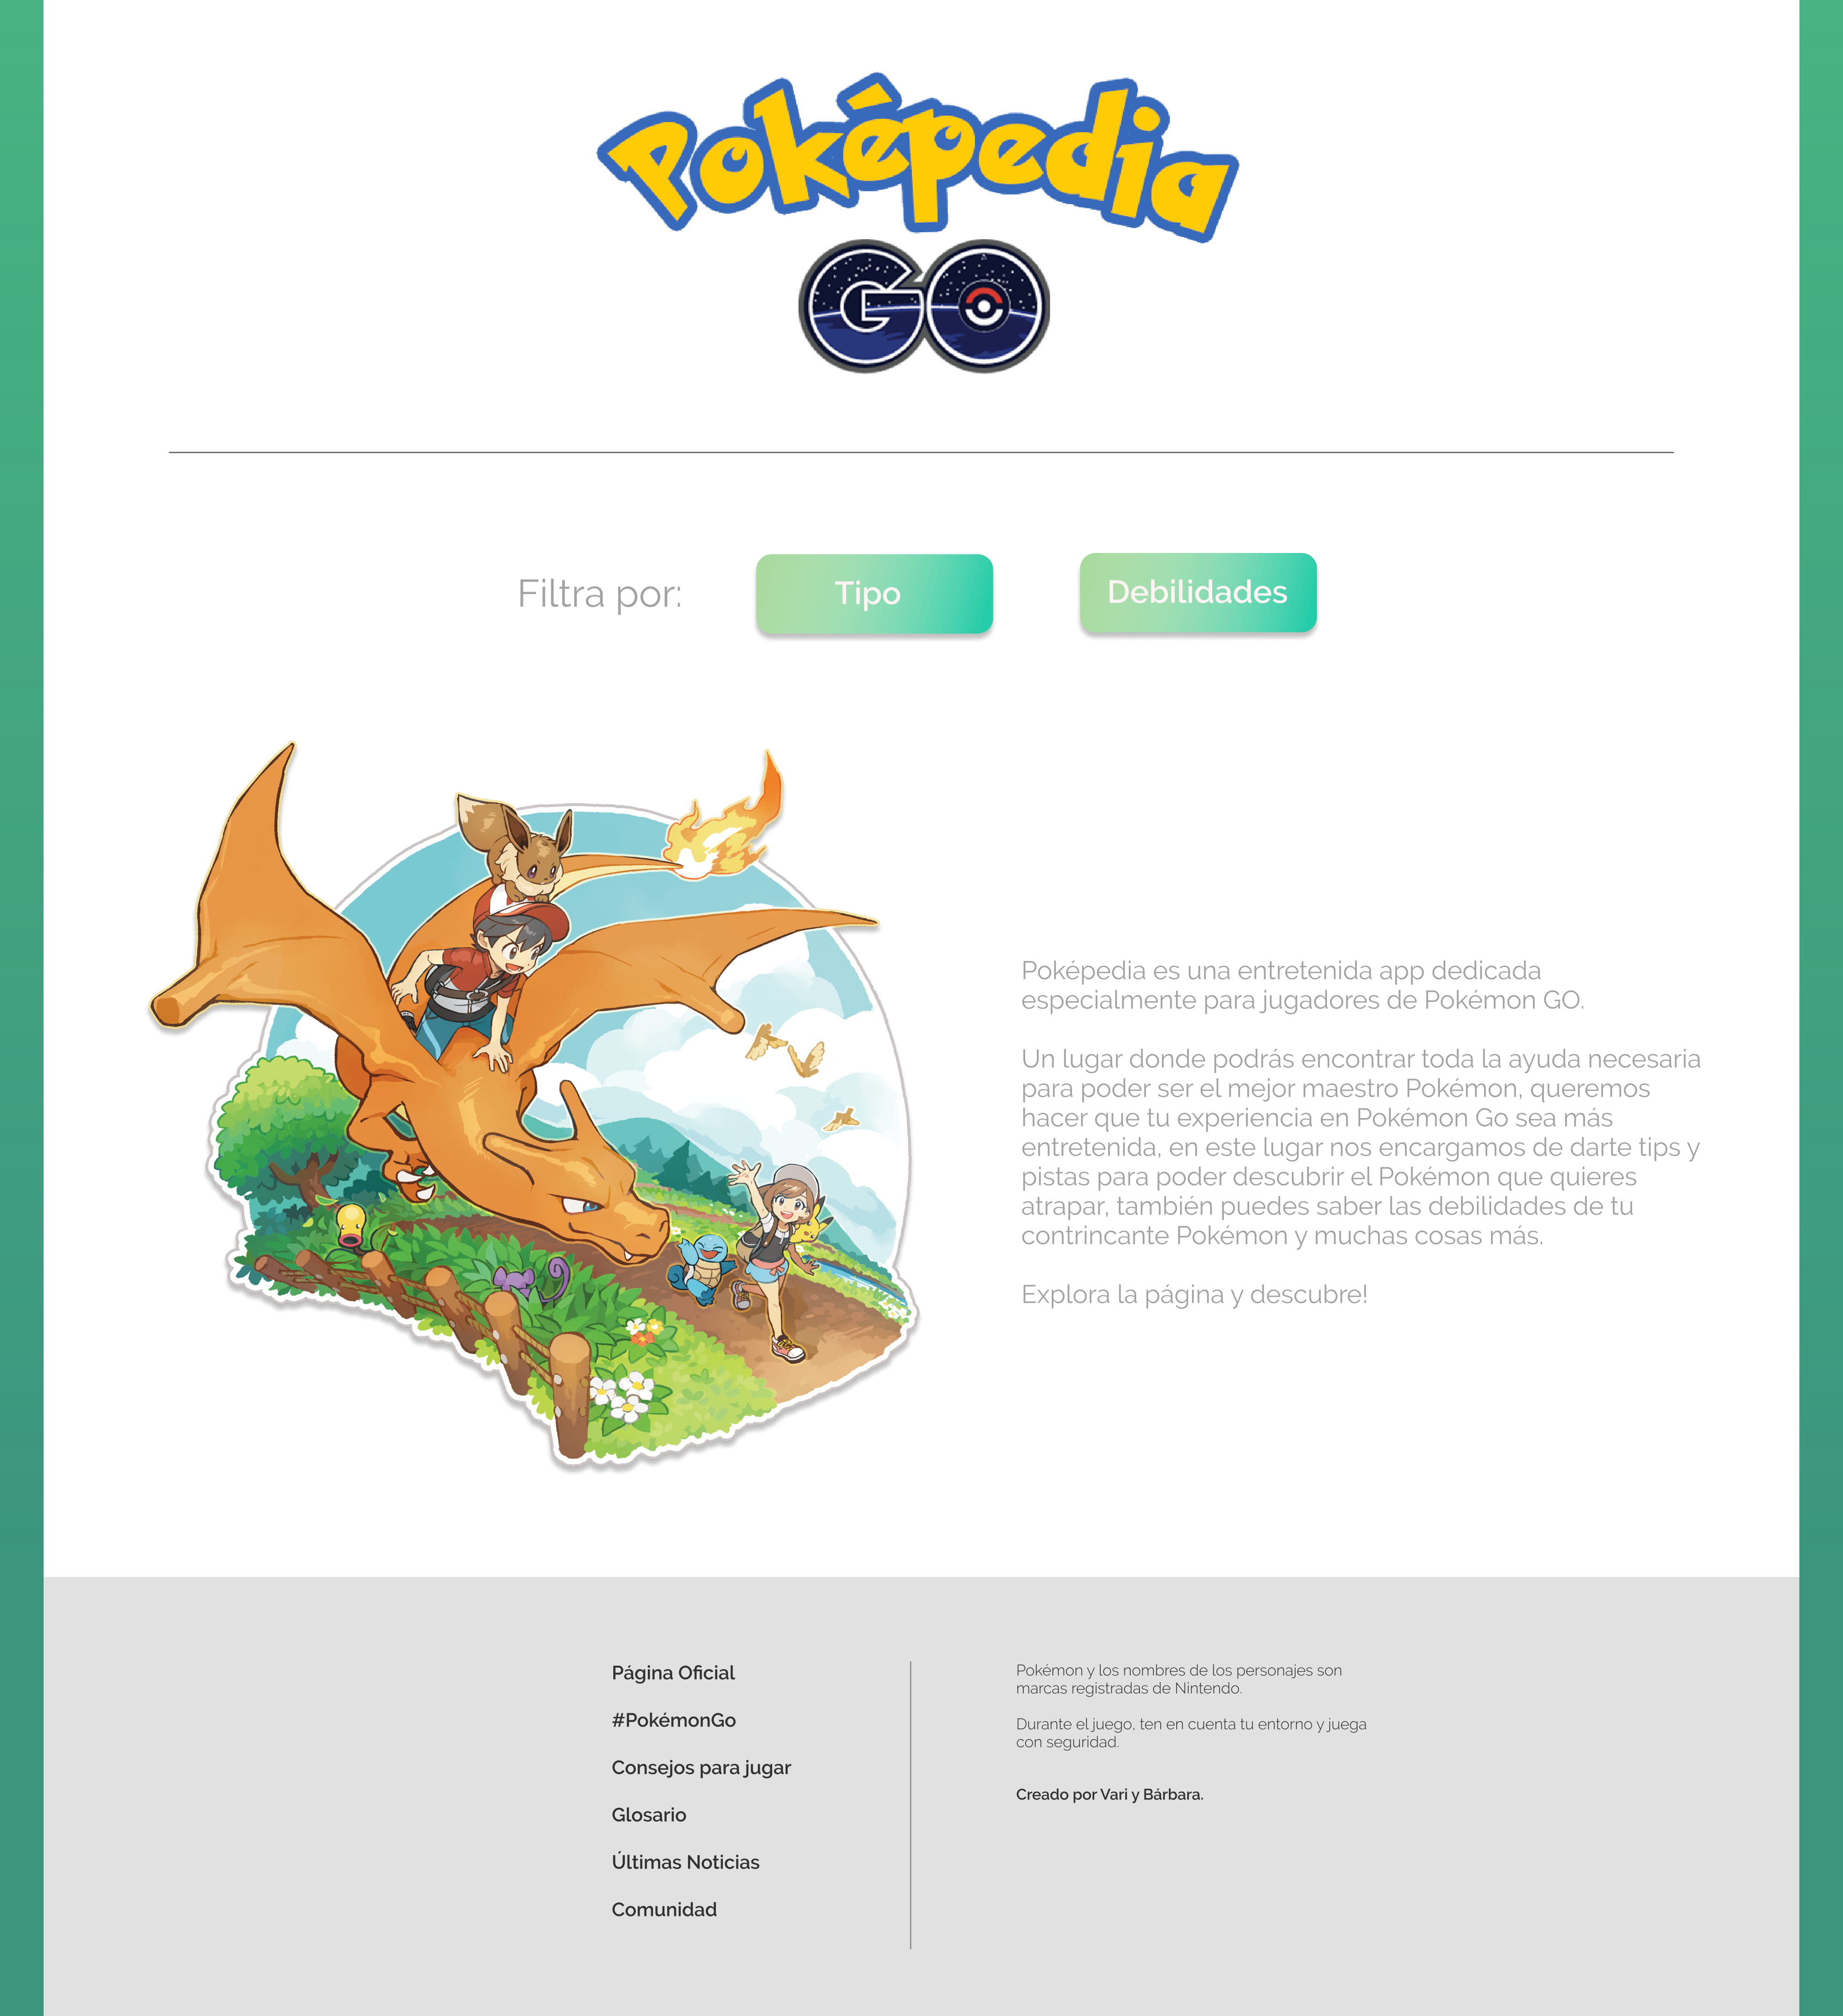 Poképedia
GO
Filtra por:
Tipo
Debilidades
Poképedia es una entretenida app dedicada
especialmente para jugadores de Pokémon GO.
Un lugar donde podrás encontrar toda la ayuda necesaria
para poder ser el mejor maestro Pokémon, queremos
hacer que tu experiencia en Pokémon Go sea más
entretenida, en este lugar nos encargamos de darte tips y
pistas para poder descubrir el Pokémon que quieres
atrapar, también puedes saber las debilidades de tu
contrincante Pokémon y muchas cosas más.
Explora la página y descubre!
Página Oficial
#PokémonGo
Consejos para jugar
Glosario
Últimas Noticias
Comunidad
Pokémon y los nombres de los personajes son
marcas registradas de Nintendo.
Durante el juego, ten en cuenta tu entorno y juega
con seguridad.
Creado por Vari y Bárbara.